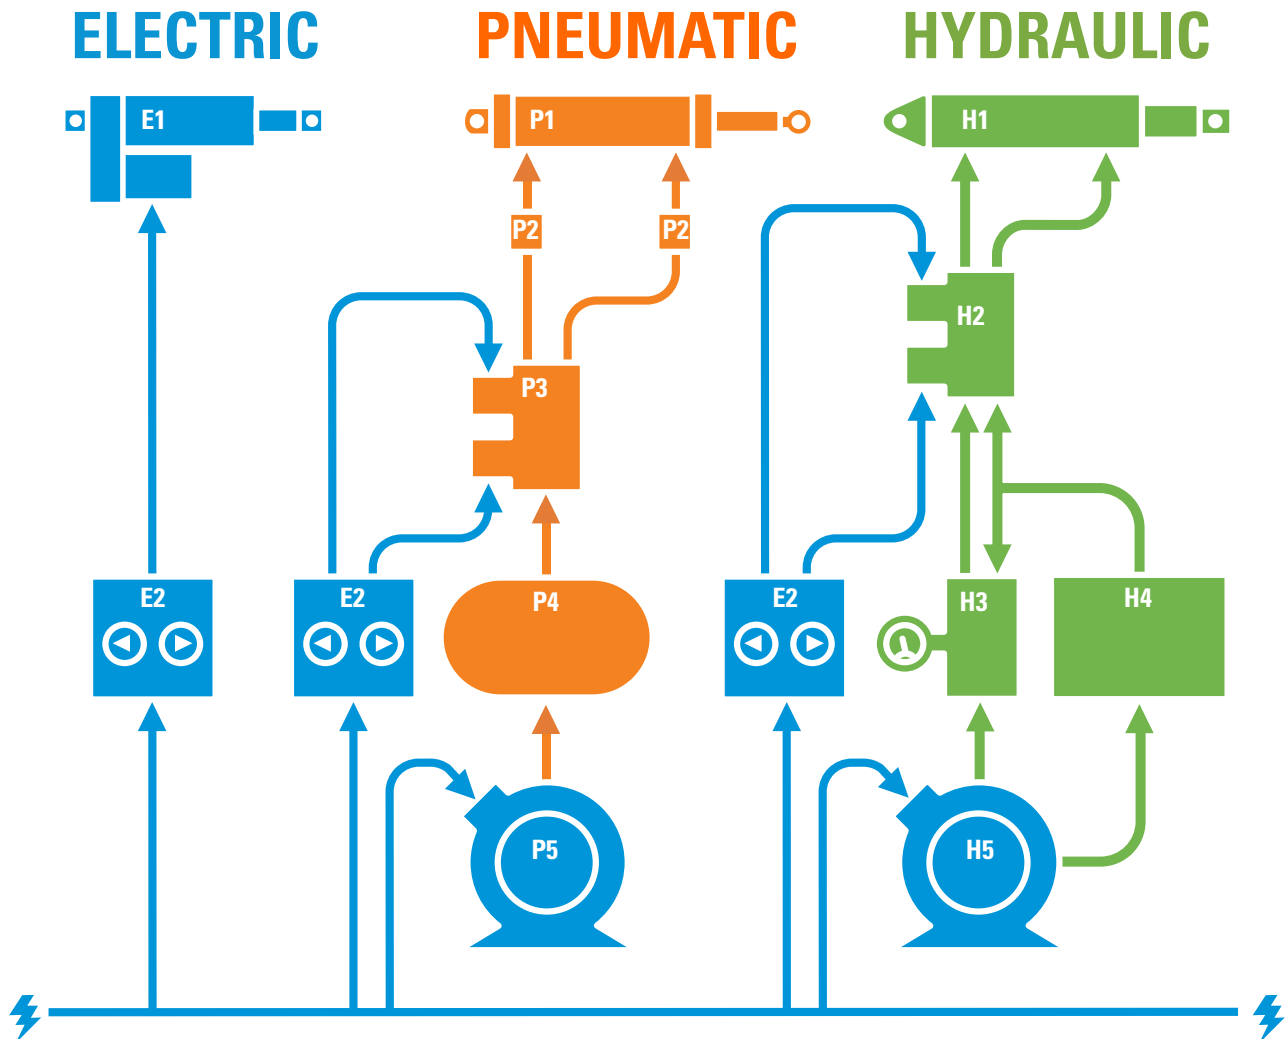 ELECTRIC
PNEUMATIC
HYDRAULIC
E1
P1
H1
P2
P2
H2
P3
E2
E2
P4
E2
H3
H4
P5
H5